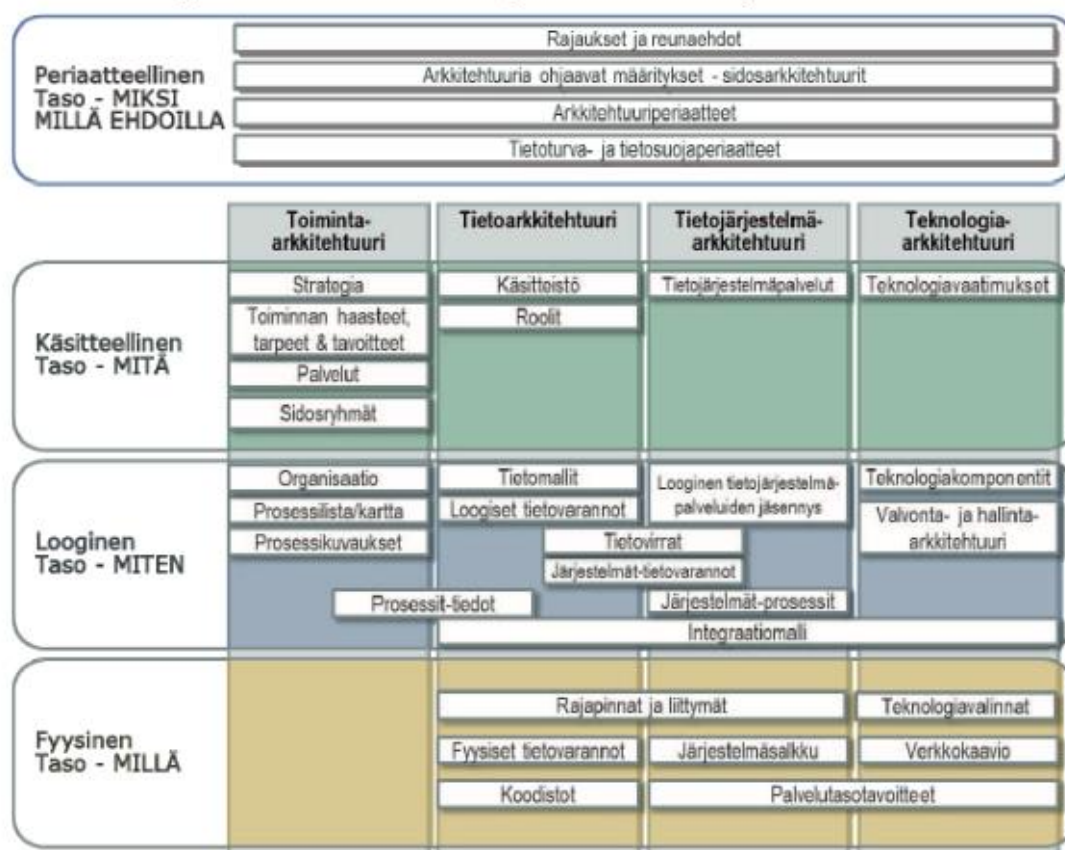 Periaatteellinen
Taso - MIKSI
MILLÄ EHDOILLA
Rajaukset ja reunaehdot
Arkkitehtuuria ohjaavat määritykset - sidosarkkitehtuurit
Arkkitehtuuriperiaatteet
Tietoturva- ja tietosuojaperiaatteet
Toiminta-
arkkitehtuuri
Tietoarkkitehtuuri
Tietojärjestelmä-
arkkitehtuuri
Teknologia-
arkkitehtuuri
Käsitteellinen
Taso - MITÄ
Strategia
Toiminnan haasteet,
tarpeet & tavoitteet
Palvelut
Sidosryhmät
Käsitteistö
Roolit
Tietojärjestelmäpalvelut
Teknologiavaatimukset
Looginen
Taso - MITEN
Organisaatio
Prosessilista/kartta
Prosessikuvaukset
Tietomallit
Loogiset tietovarannot
Looginen tietojärjestelmä-
palveluiden jäsennys
Teknologiakomponentit
Valvonta- ja hallinta-
arkkitehtuuri
Tietovirrat
Järjestelmät-tietovarannot
Prosessit-tiedot
Järjestelmät-prosessit
Integraatiomalli
Fyysinen
Taso - MILLÄ
Rajapinnat ja liittymät
Teknologiavalinnat
Fyysiset tietovarannot
Järjestelmäsalkku
Verkkokaavio
Koodistot
Palvelutasotavoitteet